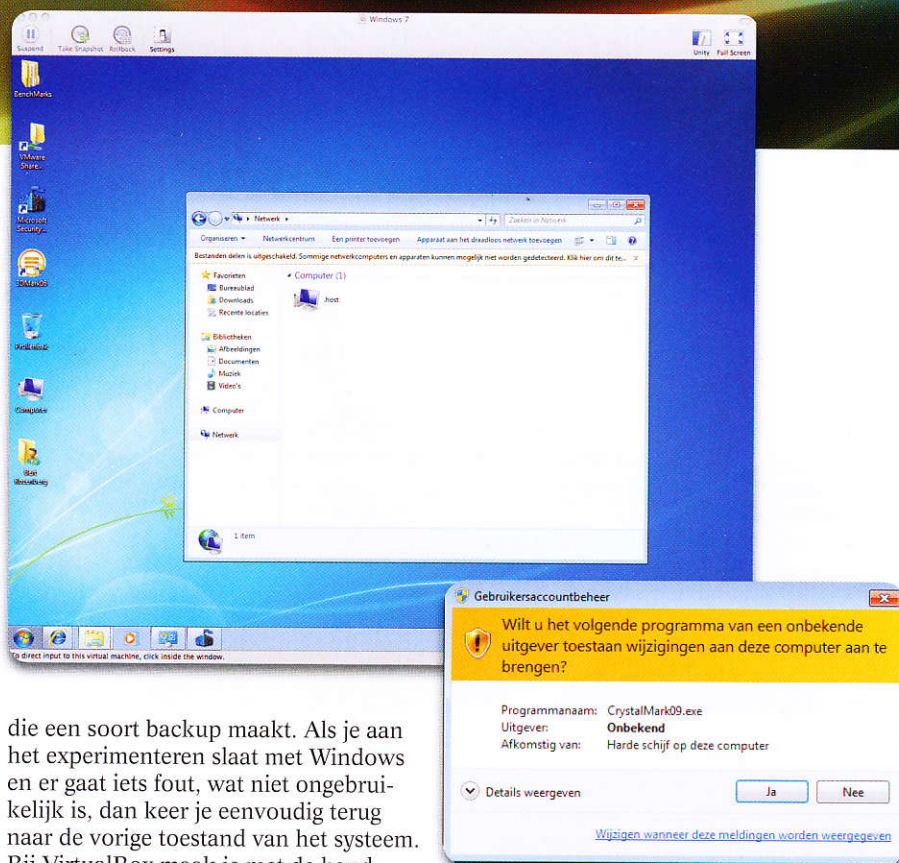 Windows 7
Suspend Take Snapshot Rollback Settings
Unity Full Screen
BenchMarks
VMware Share...
Microsoft Security...
3DMark06
Prullenbak
Computer
Netwerk
Zoeken in Netwerk
Organiseren Netwerkcentrum Een printer toevoegen Apparaat aan het draadloos netwerk toevoegen
Bestanden delen is uitgeschakeld. Sommige netwerkcomputers en apparaten kunnen mogelijk niet worden gedetecteerd. Klik hier om dit te...
Favorieten
Bureaublad
Downloads
Recente locaties
Bibliotheken
Afbeeldingen
Documenten
Muziek
Video's
Computer
Netwerk
Computer (1)
.host
1 item
To direct input to this virtual machine, click inside the window.
Gebruikersaccountbeheer
Wilt u het volgende programma van een onbekende
uitgever toestaan wijzigingen aan deze computer aan te
brengen?
Programmanaam: CrystalMark09.exe
Uitgever: Onbekend
Afkomstig van: Harde schijf op deze computer
Details weergeven
Ja
Nee
Wijzigen wanneer deze meldingen worden weergegeven
die een soort backup maakt. Als je aan
het experimenteren slaat met Windows
en er gaat iets fout, wat niet ongebrui-
kelijk is, dan keer je eenvoudig terug
naar de vorige toestand van het systeem.
Bij VirtualBox maak je met de hand